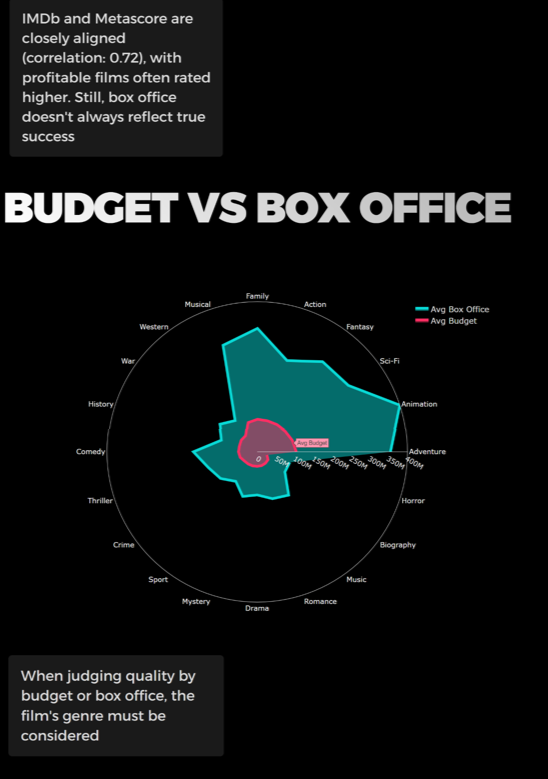 IMDb and Metascore are
closely aligned
(correlation: 0.72), with
profitable films often rated
higher. Still, box office
doesn't always reflect true
success
BUDGET VS BOX OFFICE
Avg Box Office
Avg Budget
Family
Action
Fantasy
Sci-Fi
Animation
Adventure
Horror
Biography
Music
Romance
Drama
Mystery
Sport
Crime
Thriller
Comedy
History
War
Western
Musical
Avg Budget
0 50M 100M 150M 200M 250M 300M 350M 400M
When judging quality by
budget or box office, the
film's genre must be
considered